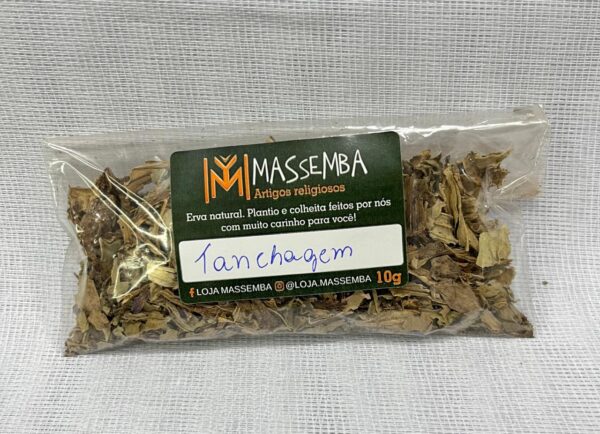 MASSEMBA
Artigos religiosos
Erva natural. Plantio e colheita feitos por nós
com muito carinho para você!
Tanchagem
LOJA MASSEMBA @LOJA.MASSEMBA 10g